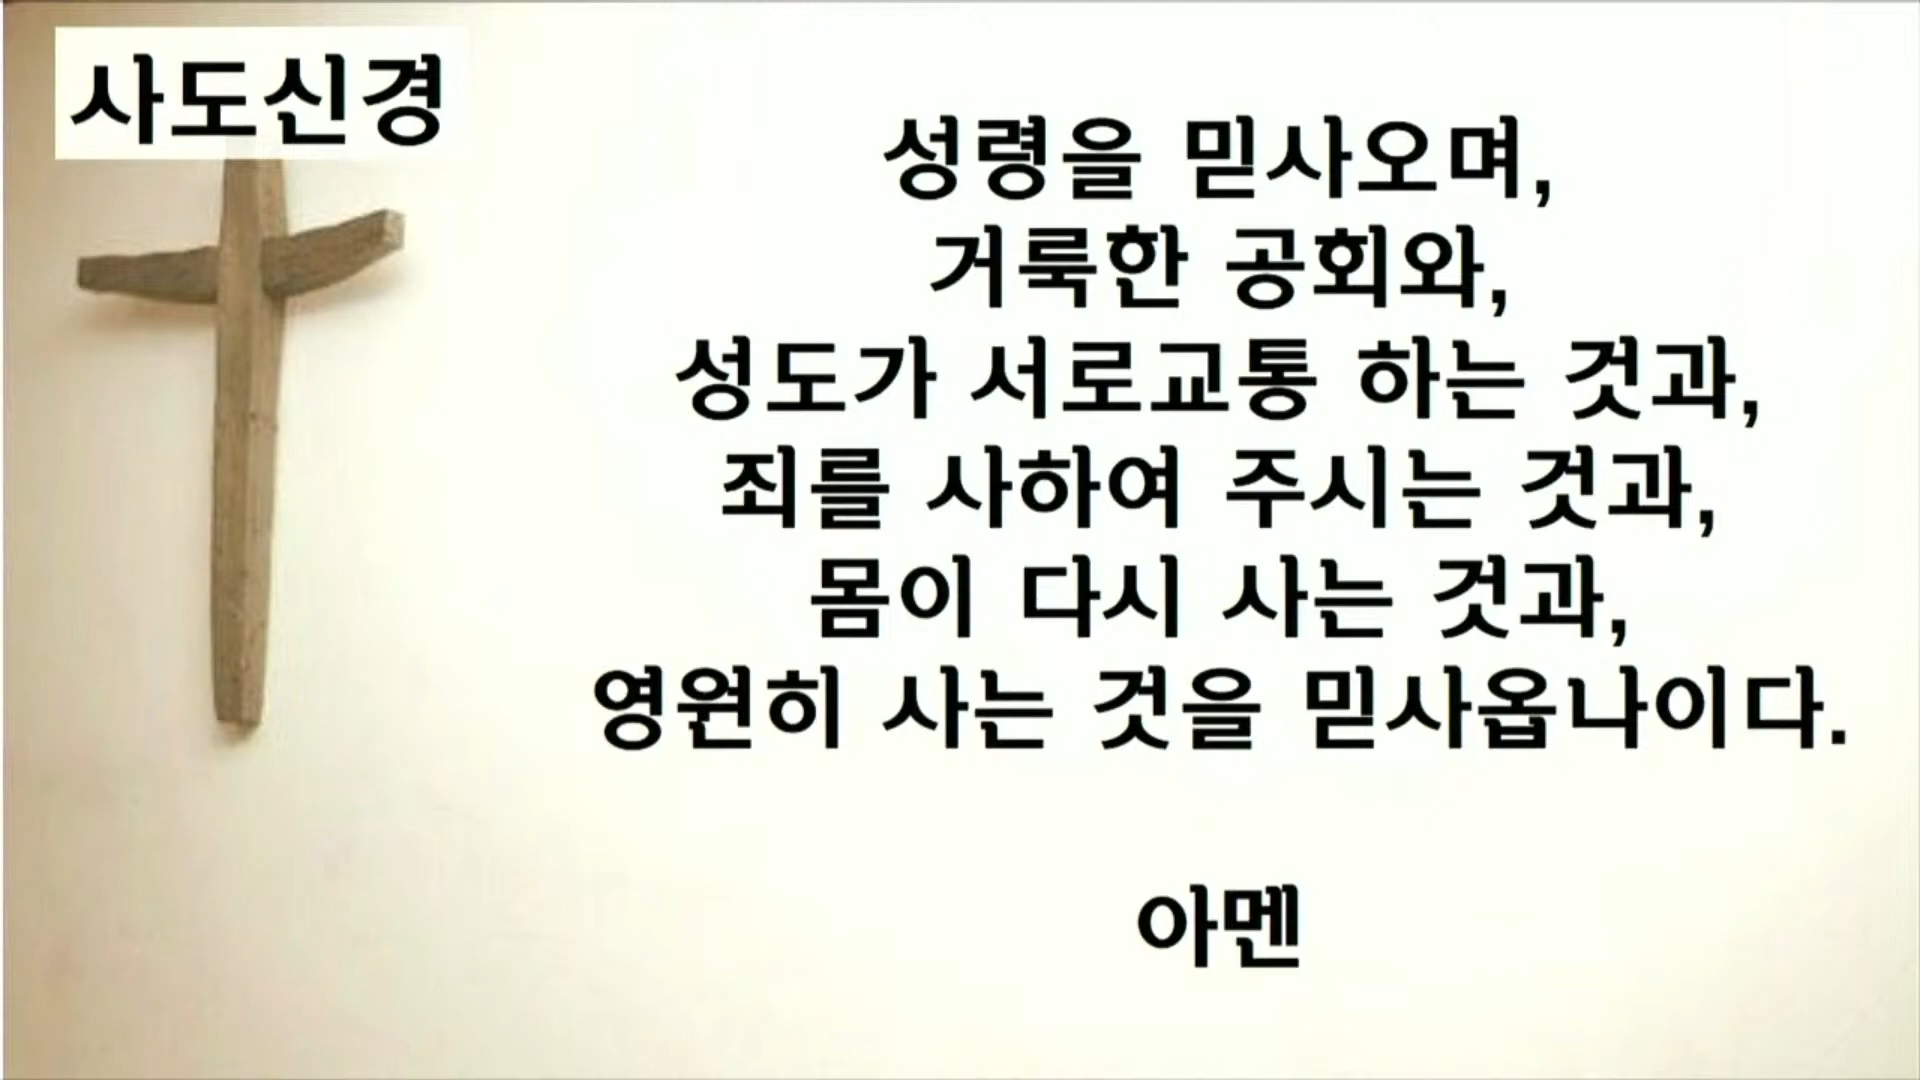 사도신경
성령을 믿사오며,
거룩한 공회와,
성도가 서로교통 하는 것과,
죄를 사하여 주시는 것과,
몸이 다시 사는 것과,
영원히 사는 것을 믿사옵나이다.
아멘